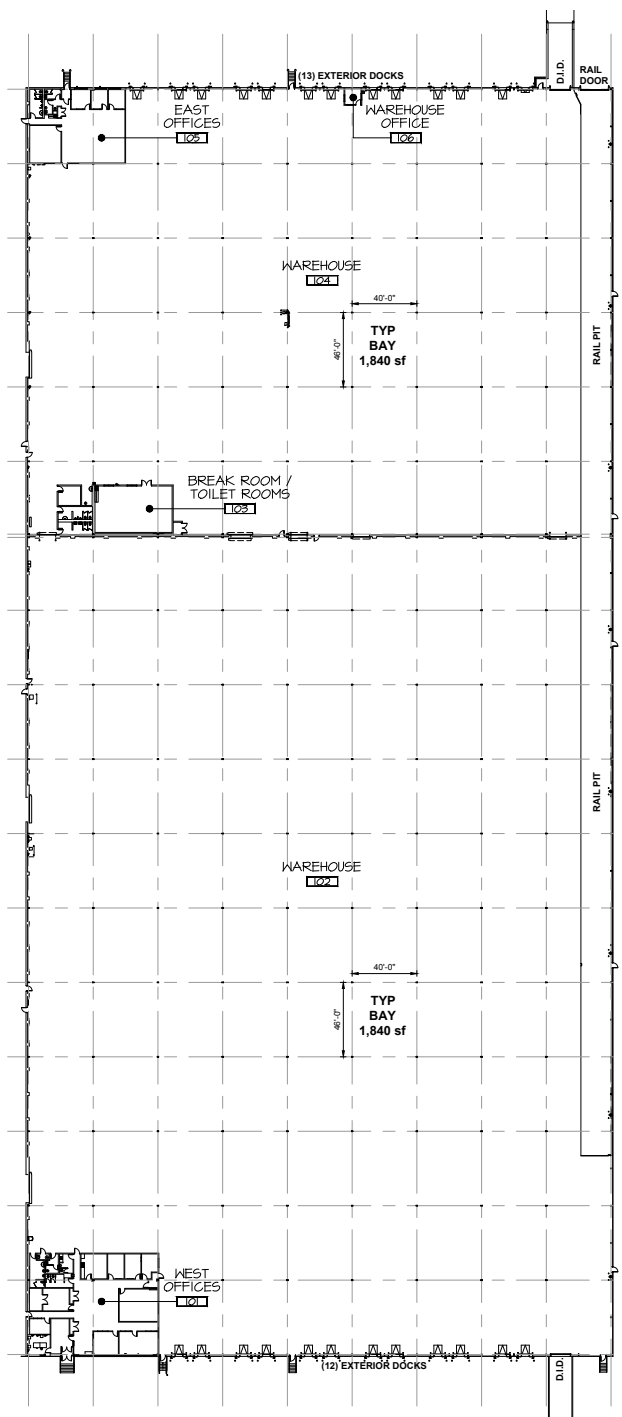 D.I.D.
RAIL
DOOR
(13) EXTERIOR DOCKS
EAST
OFFICES
105
WAREHOUSE
OFFICE
106
WAREHOUSE
104
40'-0"
46'-0"
TYP
BAY
1,840 sf
RAIL PIT
BREAK ROOM /
TOILET ROOMS
103
RAIL PIT
WAREHOUSE
102
40'-0"
46'-0"
TYP
BAY
1,840 sf
WEST
OFFICES
101
(12) EXTERIOR DOCKS
D.I.D.